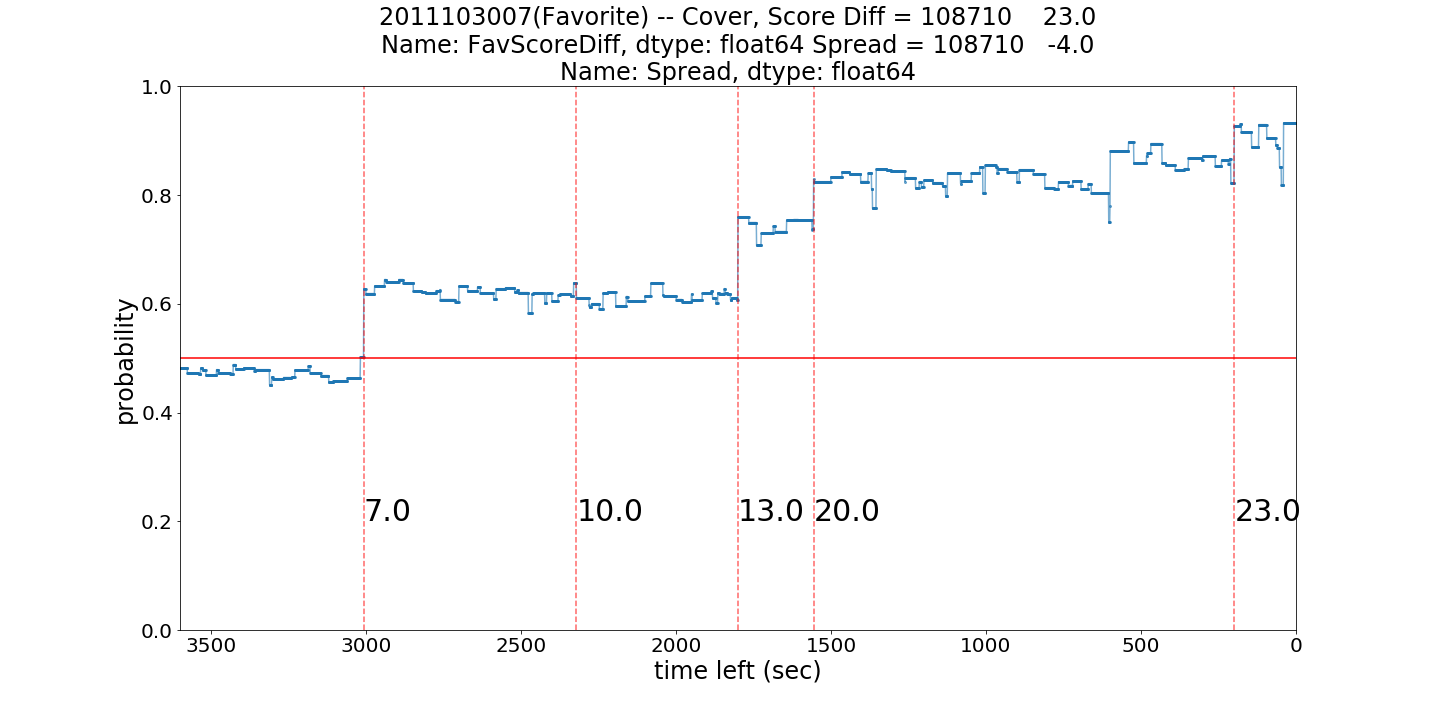 2011103007(Favorite) -- Cover, Score Diff = 108710    23.0
Name: FavScoreDiff, dtype: float64 Spread = 108710   -4.0
Name: Spread, dtype: float64
1.0
0.8
0.6
0.4
0.2
0.0
probability
7.0
10.0
13.0
20.0
23.0
3500 3000 2500 2000 1500 1000 500 0
time left (sec)